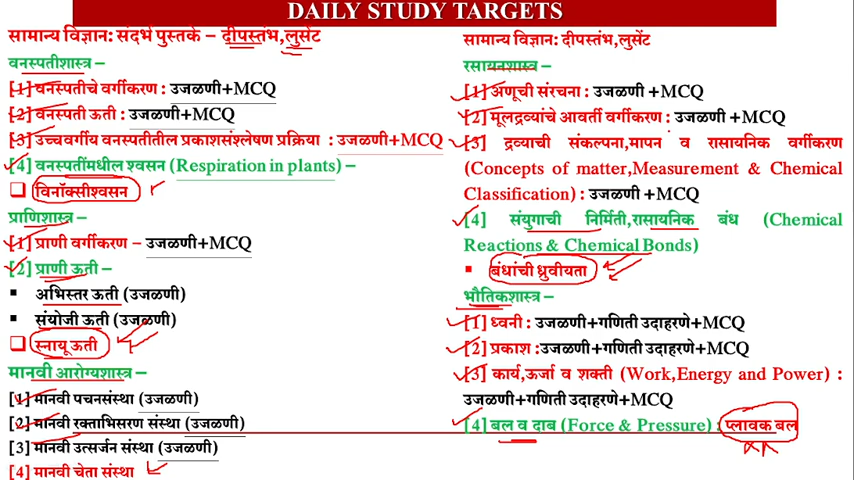 DAILY STUDY TARGETS
सामान्य विज्ञान: संदर्भ पुस्तके – दीपस्तंभ,लुसेंट
वनस्पतीशास्त्र –
[1] वनस्पतीचे वर्गीकरण : उजळणी+MCQ
[2] वनस्पती ऊती : उजळणी+MCQ
[3] उच्चवर्गीय वनस्पतीतील प्रकाशसंश्लेषण प्रक्रिया : उजळणी+MCQ
[4] वनस्पतींमधील श्वसन (Respiration in plants) –
विनॉक्सीश्वसन
प्राणिशास्त्र –
[1] प्राणी वर्गीकरण – उजळणी+MCQ
[2] प्राणी ऊती –
अभिस्तर ऊती (उजळणी)
संयोजी ऊती (उजळणी)
स्नायू ऊती
मानवी आरोग्यशास्त्र –
[1] मानवी पचनसंस्था (उजळणी)
[2] मानवी रक्ताभिसरण संस्था (उजळणी)
[3] मानवी उत्सर्जन संस्था (उजळणी)
[4] मानवी चेता संस्था
सामान्य विज्ञान: दीपस्तंभ,लुसेंट
रसायनशास्त्र –
[1] अणूची संरचना : उजळणी +MCQ
[2] मूलद्रव्यांचे आवर्ती वर्गीकरण : उजळणी +MCQ
[3] द्रव्याची संकल्पना,मापन व रासायनिक वर्गीकरण
(Concepts of matter,Measurement & Chemical
Classification) : उजळणी +MCQ
[4] संयुगाची निर्मिती,रासायनिक बंध (Chemical
Reactions & Chemical Bonds)
बंधांची ध्रुवीयता
भौतिकशास्त्र –
[1] ध्वनी : उजळणी+गणिती उदाहरणे+MCQ
[2] प्रकाश :उजळणी+गणिती उदाहरणे+MCQ
[3] कार्य,ऊर्जा व शक्ती (Work,Energy and Power) :
उजळणी+गणिती उदाहरणे+MCQ
[4] बल व दाब (Force & Pressure) : प्लावक बल